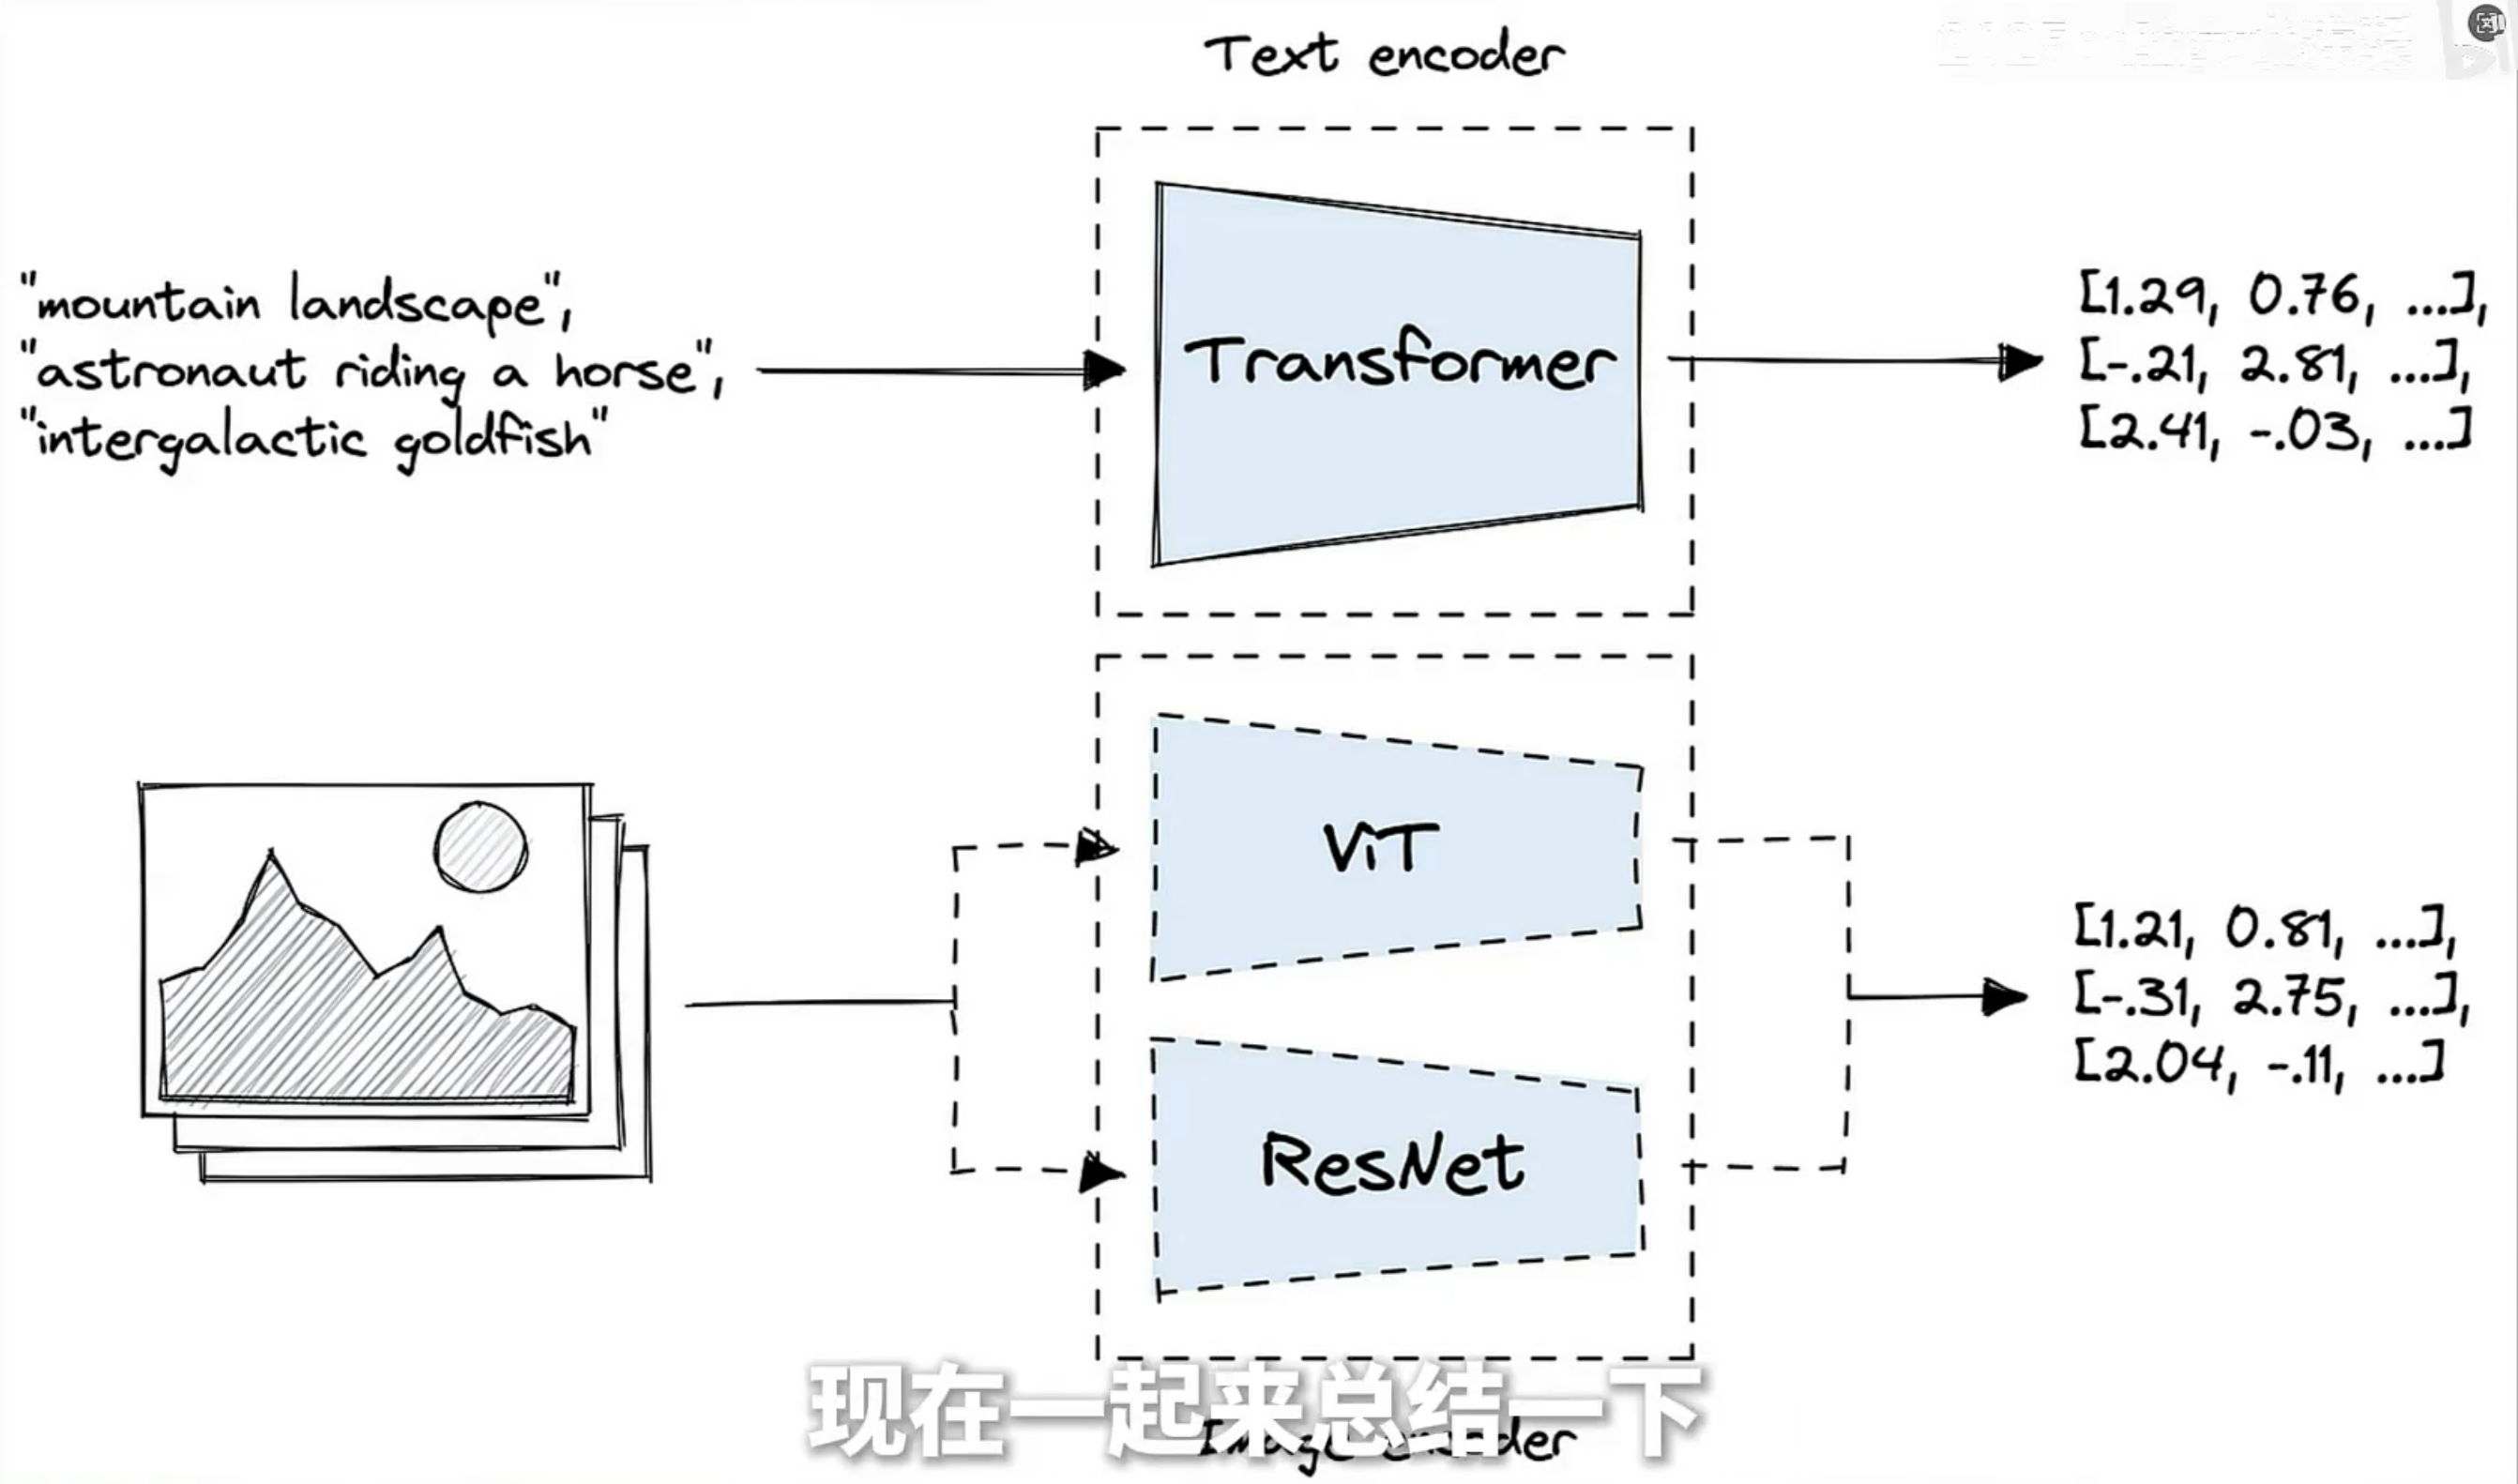 Text encoder
"mountain landscape",
"astronaut riding a horse",
"intergalactic goldfish"
Transformer
[1.29, 0.76, ...],
[-.21, 2.81, ...],
[2.41, -.03, ...]
ViT
ResNet
[1.21, 0.81, ...],
[-.31, 2.75, ...],
[2.04, -.11, ...]
现在一起来总结一下
Image encoder